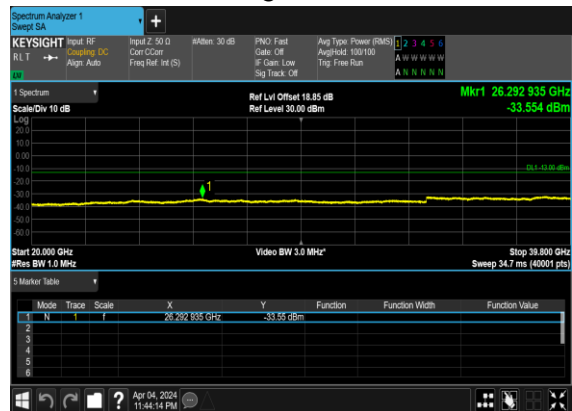 Spectrum Analyzer 1
Swept SA
+
KEYSIGHT Input: RF Input Z: 50 Ω #Atten: 30 dB PNO: Fast Avg Type: Power (RMS) 1 2 3 4 5 6
RLT Coupling: DC Corr CCorr Gate: Off Avg|Hold: 100/100 A W W W W W
Align: Auto Freq Ref: Int (S) IF Gain: Low Trig: Free Run
Sig Track: Off A N N N N N
1 Spectrum
Ref Lvl Offset 18.85 dB Mkr1 26.292 935 GHz
Scale/Div 10 dB Ref Level 30.00 dBm -33.554 dBm
Log
20.0
10.0
0.00
-10.0
DL1 -13.00 dBm
-20.0
1
-30.0
-40.0
-50.0
-60.0
Start 20.000 GHz Video BW 3.0 MHz* Stop 39.800 GHz
#Res BW 1.0 MHz Sweep 34.7 ms (40001 pts)
5 Marker Table
Mode Trace Scale X Y Function Function Width Function Value
1 N 1 f 26.292 935 GHz -33.55 dBm
2
3
4
5
6
? Apr 04, 2024
11:44:14 PM